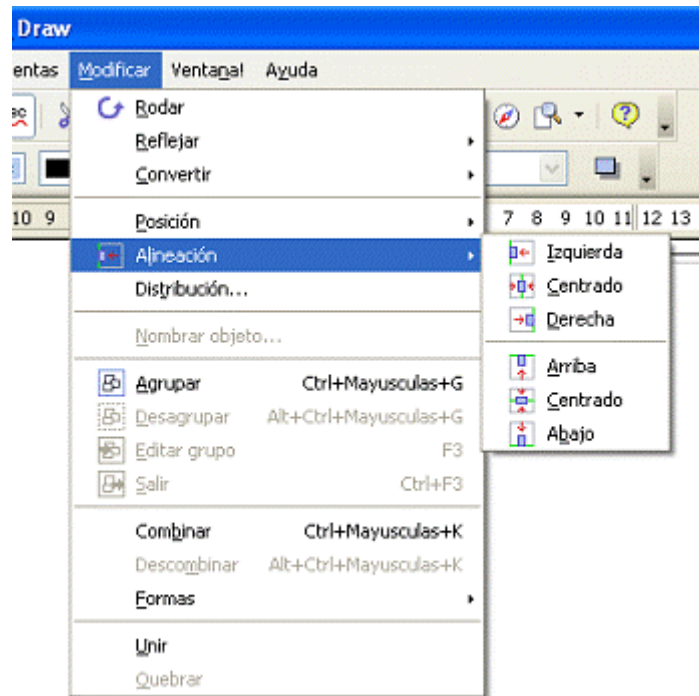 Draw
entas Modificar Ventana! Ayuda
Rodar
Reflejar
Convertir
10 9 7 8 9 10 11 12 13
Posición
Alineación
Distribución...
Nombrar objeto...
Agrupar Ctrl+Mayusculas+G
Desagrupar Alt+Ctrl+Mayusculas+G
Editar grupo F3
Salir Ctrl+F3
Combinar Ctrl+Mayusculas+K
Descombinar Alt+Ctrl+Mayusculas+K
Formas
Unir
Quebrar
Izquierda
Centrado
Derecha
Arriba
Centrado
Abajo